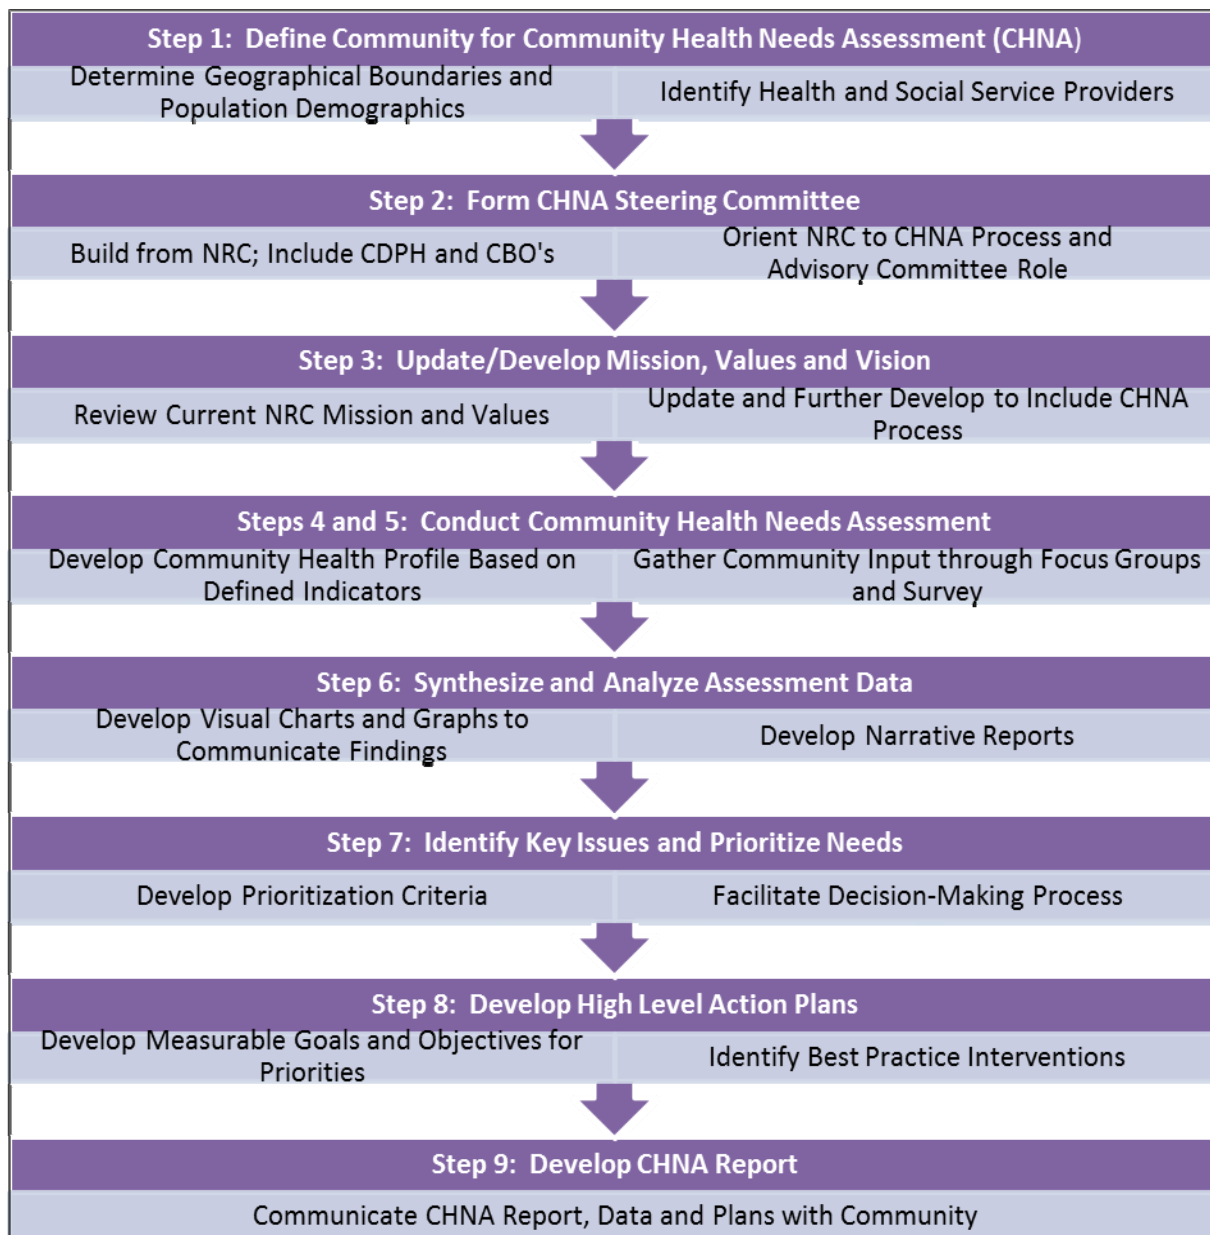 Step 1:  Define Community for Community Health Needs Assessment (CHNA)
Determine Geographical Boundaries and
Population Demographics
Identify Health and Social Service Providers
Step 2:  Form CHNA Steering Committee
Build from NRC; Include CDPH and CBO's
Orient NRC to CHNA Process and
Advisory Committee Role
Step 3:  Update/Develop Mission, Values and Vision
Review Current NRC Mission and Values
Update and Further Develop to Include CHNA
Process
Steps 4 and 5:  Conduct Community Health Needs Assessment
Develop Community Health Profile Based on
Defined Indicators
Gather Community Input through Focus Groups
and Survey
Step 6:  Synthesize and Analyze Assessment Data
Develop Visual Charts and Graphs to
Communicate Findings
Develop Narrative Reports
Step 7:  Identify Key Issues and Prioritize Needs
Develop Prioritization Criteria
Facilitate Decision-Making Process
Step 8:  Develop High Level Action Plans
Develop Measurable Goals and Objectives for
Priorities
Identify Best Practice Interventions
Step 9:  Develop CHNA Report
Communicate CHNA Report, Data and Plans with Community